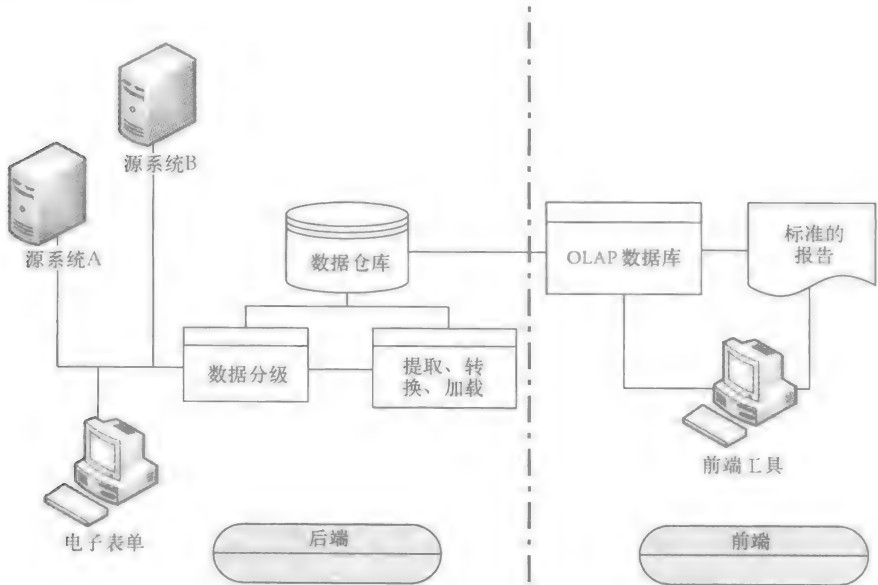 源系统B
源系统A
数据仓库
OLAP 数据库
标准的
报告
数据分级
提取、转
换、加载
前端工具
电子表单
后端
前端